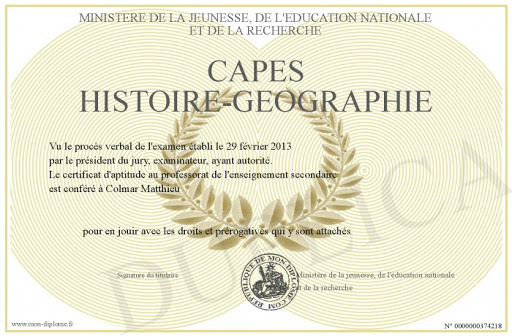 MINISTERE DE LA JEUNESSE, DE L'EDUCATION NATIONALE
ET DE LA RECHERCHE
CAPES
HISTOIRE-GEOGRAPHIE
Vu le procès verbal de l'examen établi le 29 février 2013
par le président du jury, examinateur, ayant autorité.
Le certificat d'aptitude au professorat de l'enseignement secondaire
est conféré à Colmar Matthieu
pour en jouir avec les droits et prérogatives qui y sont attachés
Signature du titulaire
Ministère de la jeunesse, de l'éducation nationale
et de la recherche
REPUBLIQUE DE MON-DIPLOME.COM
www.mon-diplome.fr
N° 0000000374218